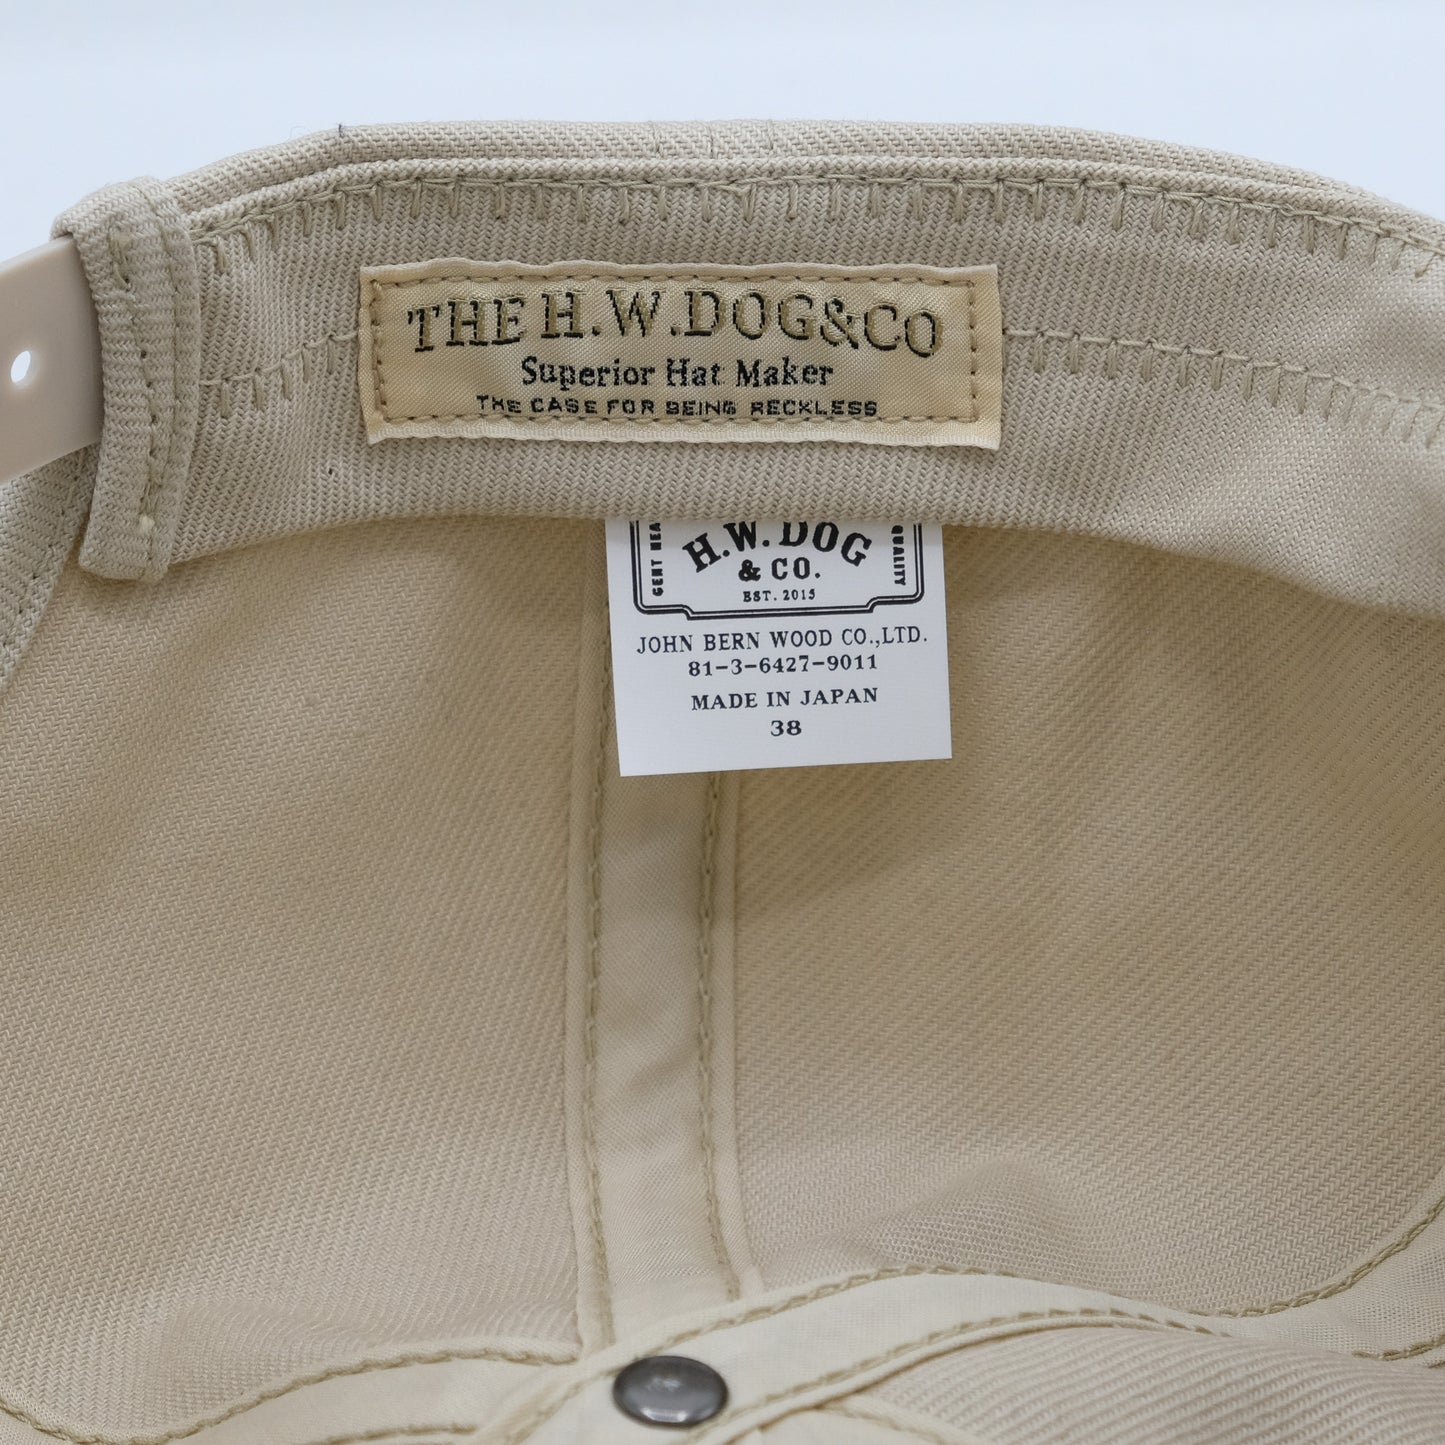 THE H.W.DOG&CO
Superior Hat Maker
THE CASE FOR BEING RECKLESS
H.W.DOG
& CO.
EST. 2015
QUALITY
JOHN BERN WOOD CO.,LTD.
81-3-6427-9011
MADE IN JAPAN
38